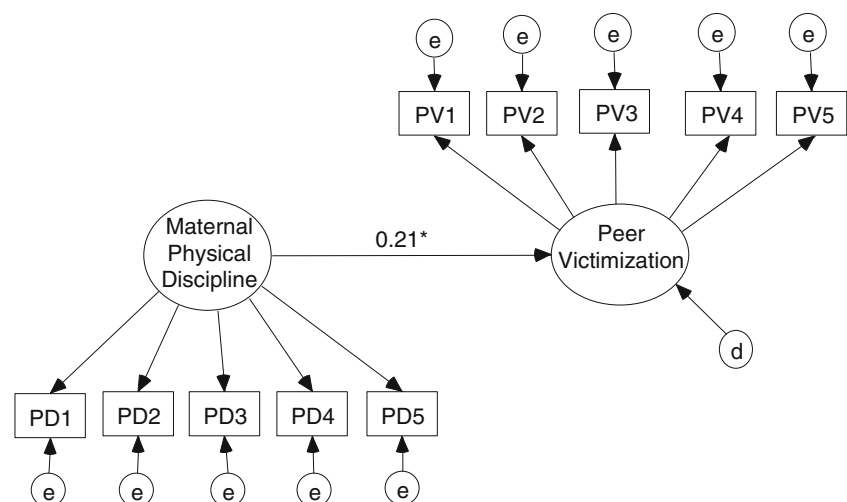 e e e e e
PV1 PV2 PV3 PV4 PV5
Maternal
Physical
Discipline
0.21*
Peer
Victimization
d
PD1 PD2 PD3 PD4 PD5
e e e e e